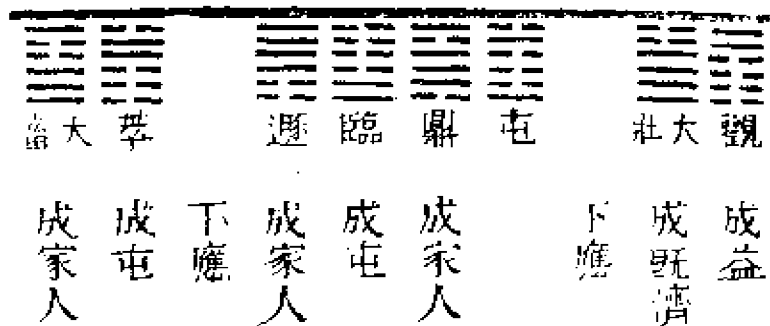 觀 成益
大壯 成既濟
下應
屯
鼎 成家人
臨 成屯
遯 成家人
下應
萃 成屯
大畜 成家人